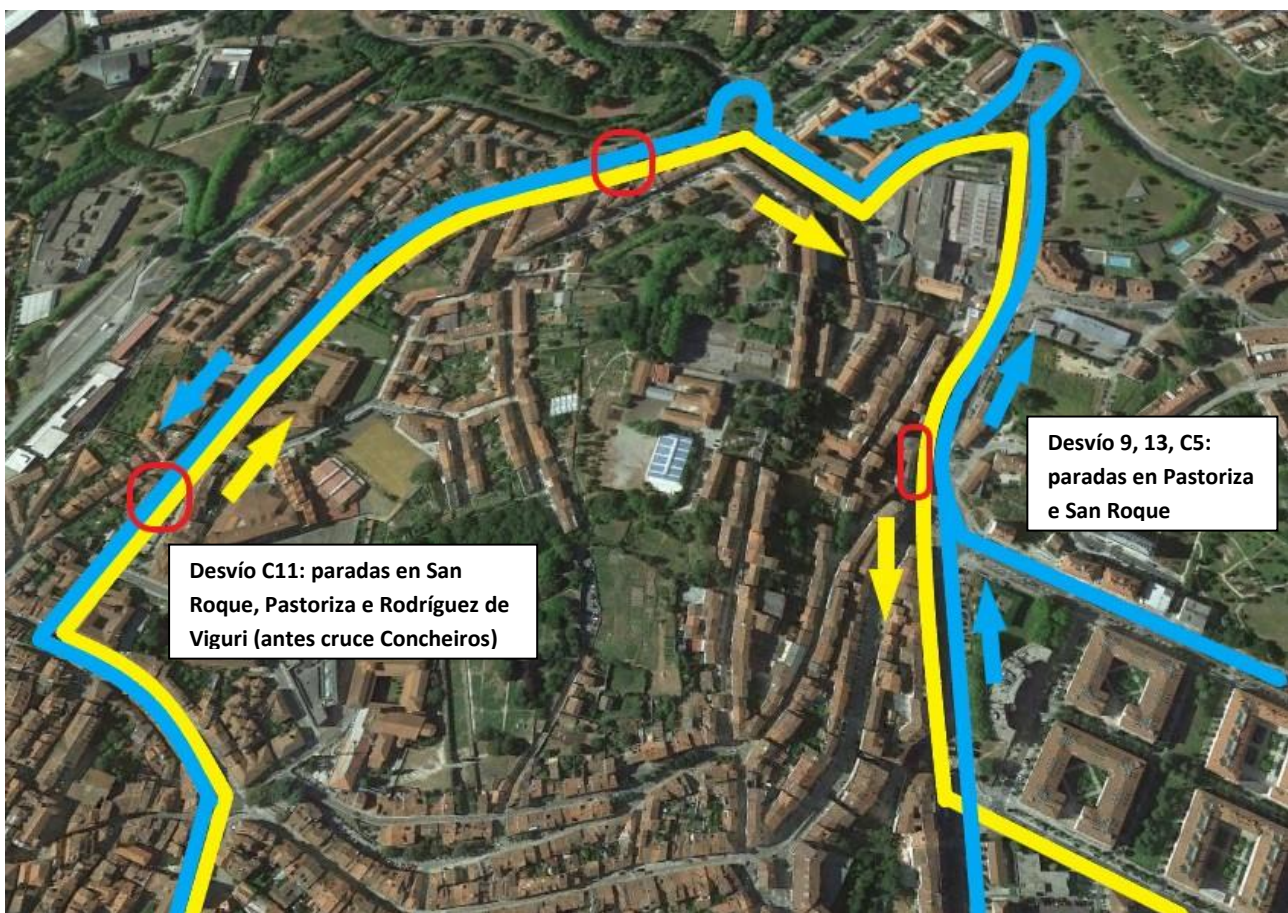 Desvío 9, 13, C5:
paradas en Pastoriza
e San Roque
Desvío C11: paradas en San
Roque, Pastoriza e Rodríguez de
Viguri (antes cruce Concheiros)